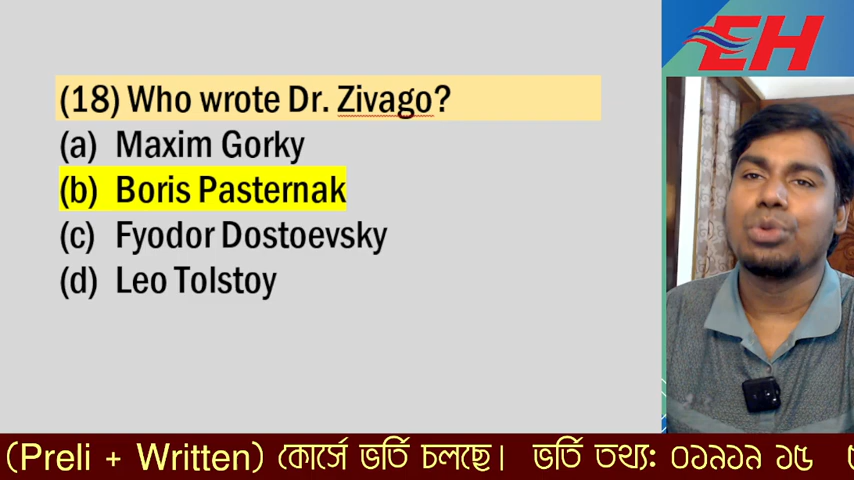 EH
(18) Who wrote Dr. Zivago?
(a) Maxim Gorky
(b) Boris Pasternak
(c) Fyodor Dostoevsky
(d) Leo Tolstoy
(Preli + Written) কোর্সে ভর্তি চলছে। ভর্তি তথ্য: ০১৯১৯ ১৫